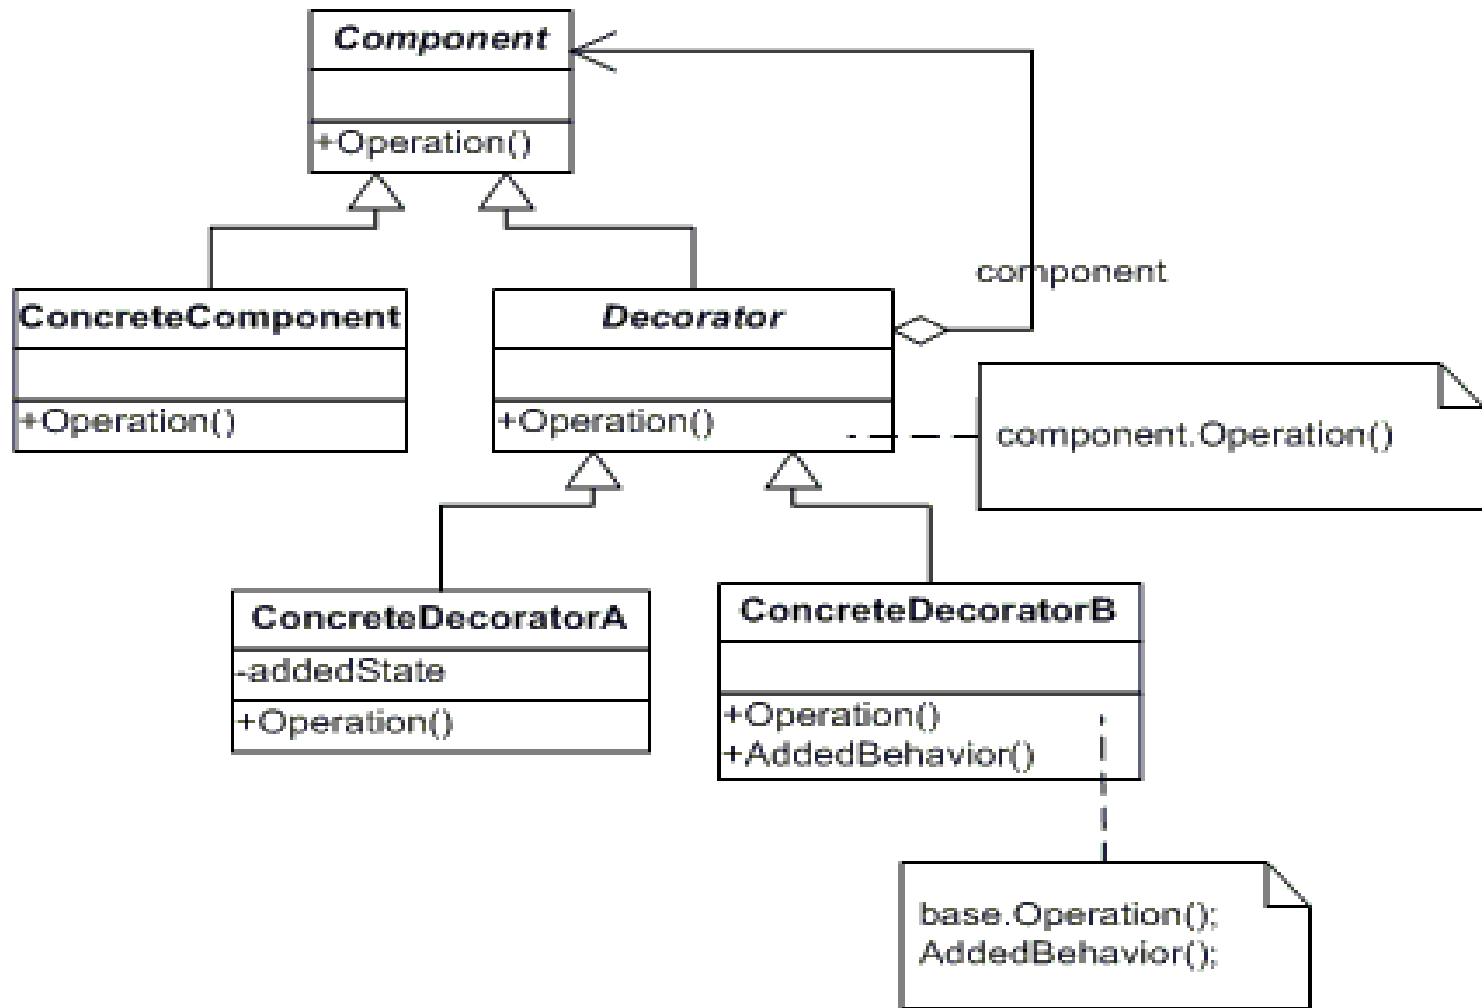 Component
+Operation()
component
ConcreteComponent
+Operation()
Decorator
+Operation()
component.Operation()
ConcreteDecoratorA
-addedState
+Operation()
ConcreteDecoratorB
+Operation()
+AddedBehavior()
base.Operation();
AddedBehavior();